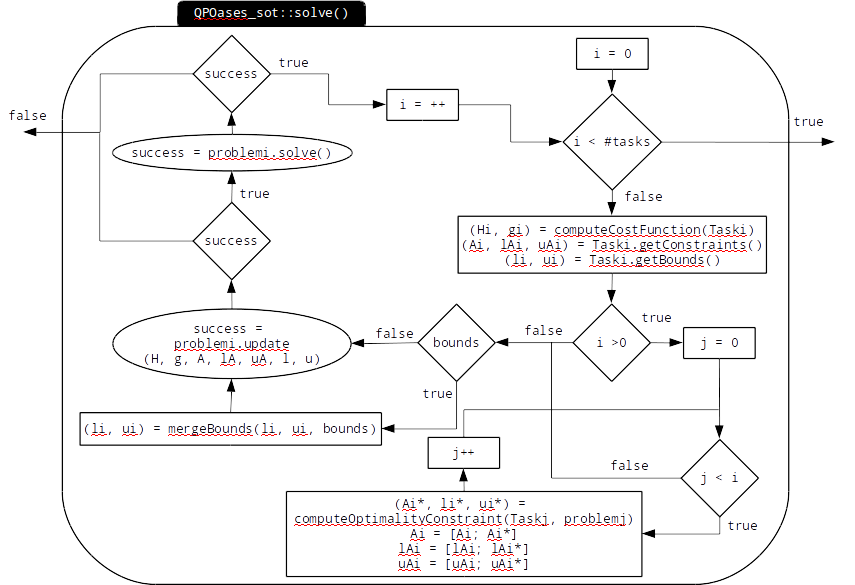 QPOases_sot::solve()
i = 0
success
true
i = ++
false
i < #tasks
true
success = problemi.solve()
true
false
success
(Hi, gi) = computeCostFunction(Taski)
(Ai, lAi, uAi) = Taski.getConstraints()
(li, ui) = Taski.getBounds()
success =
problemi.update
(H, g, A, lA, uA, l, u)
false
bounds
false
i >0
true
j = 0
true
(li, ui) = mergeBounds(li, ui, bounds)
j++
false
j < i
true
(Ai*, li*, ui*) =
computeOptimalityConstraint(Taskj, problemj)
Ai = [Ai; Ai*]
lAi = [lAi; lAi*]
uAi = [uAi; uAi*]